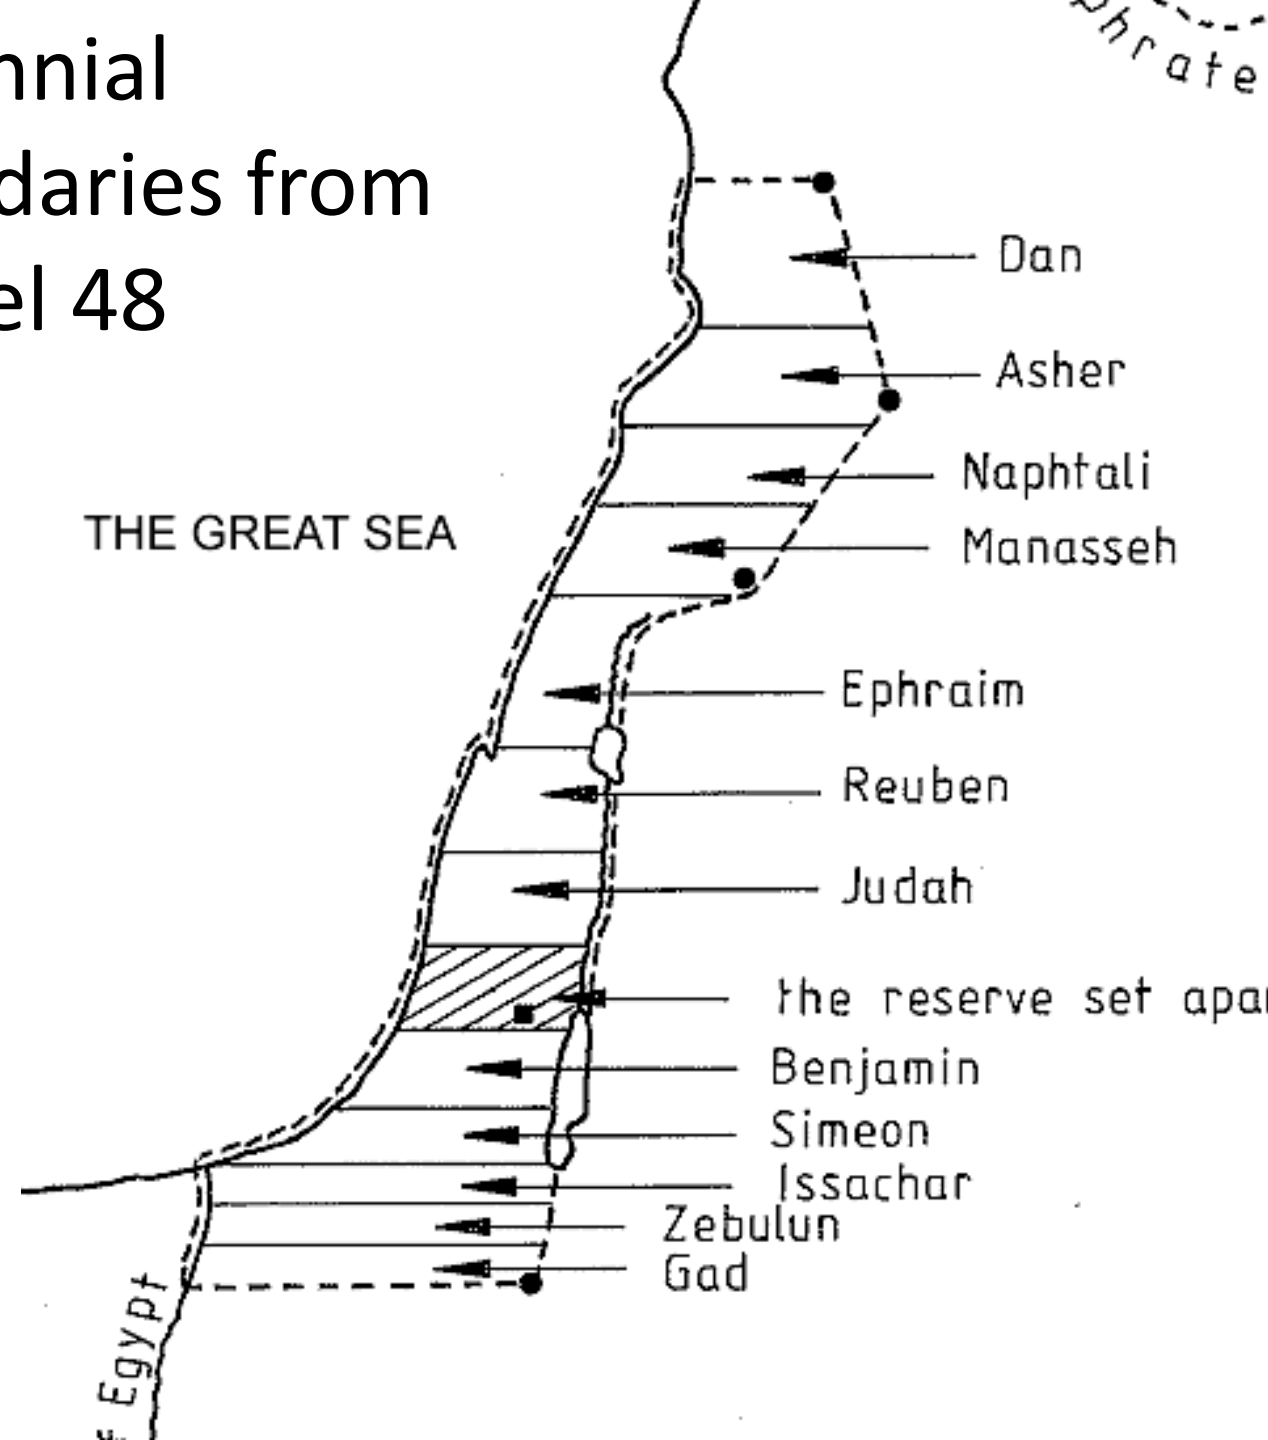 nnial
daries from
el 48
phrate
Dan
Asher
Naphtali
THE GREAT SEA
Manasseh
Ephraim
Reuben
Judah
the reserve set apar
Benjamin
Simeon
Issachar
Zebulun
Gad
f Egypt